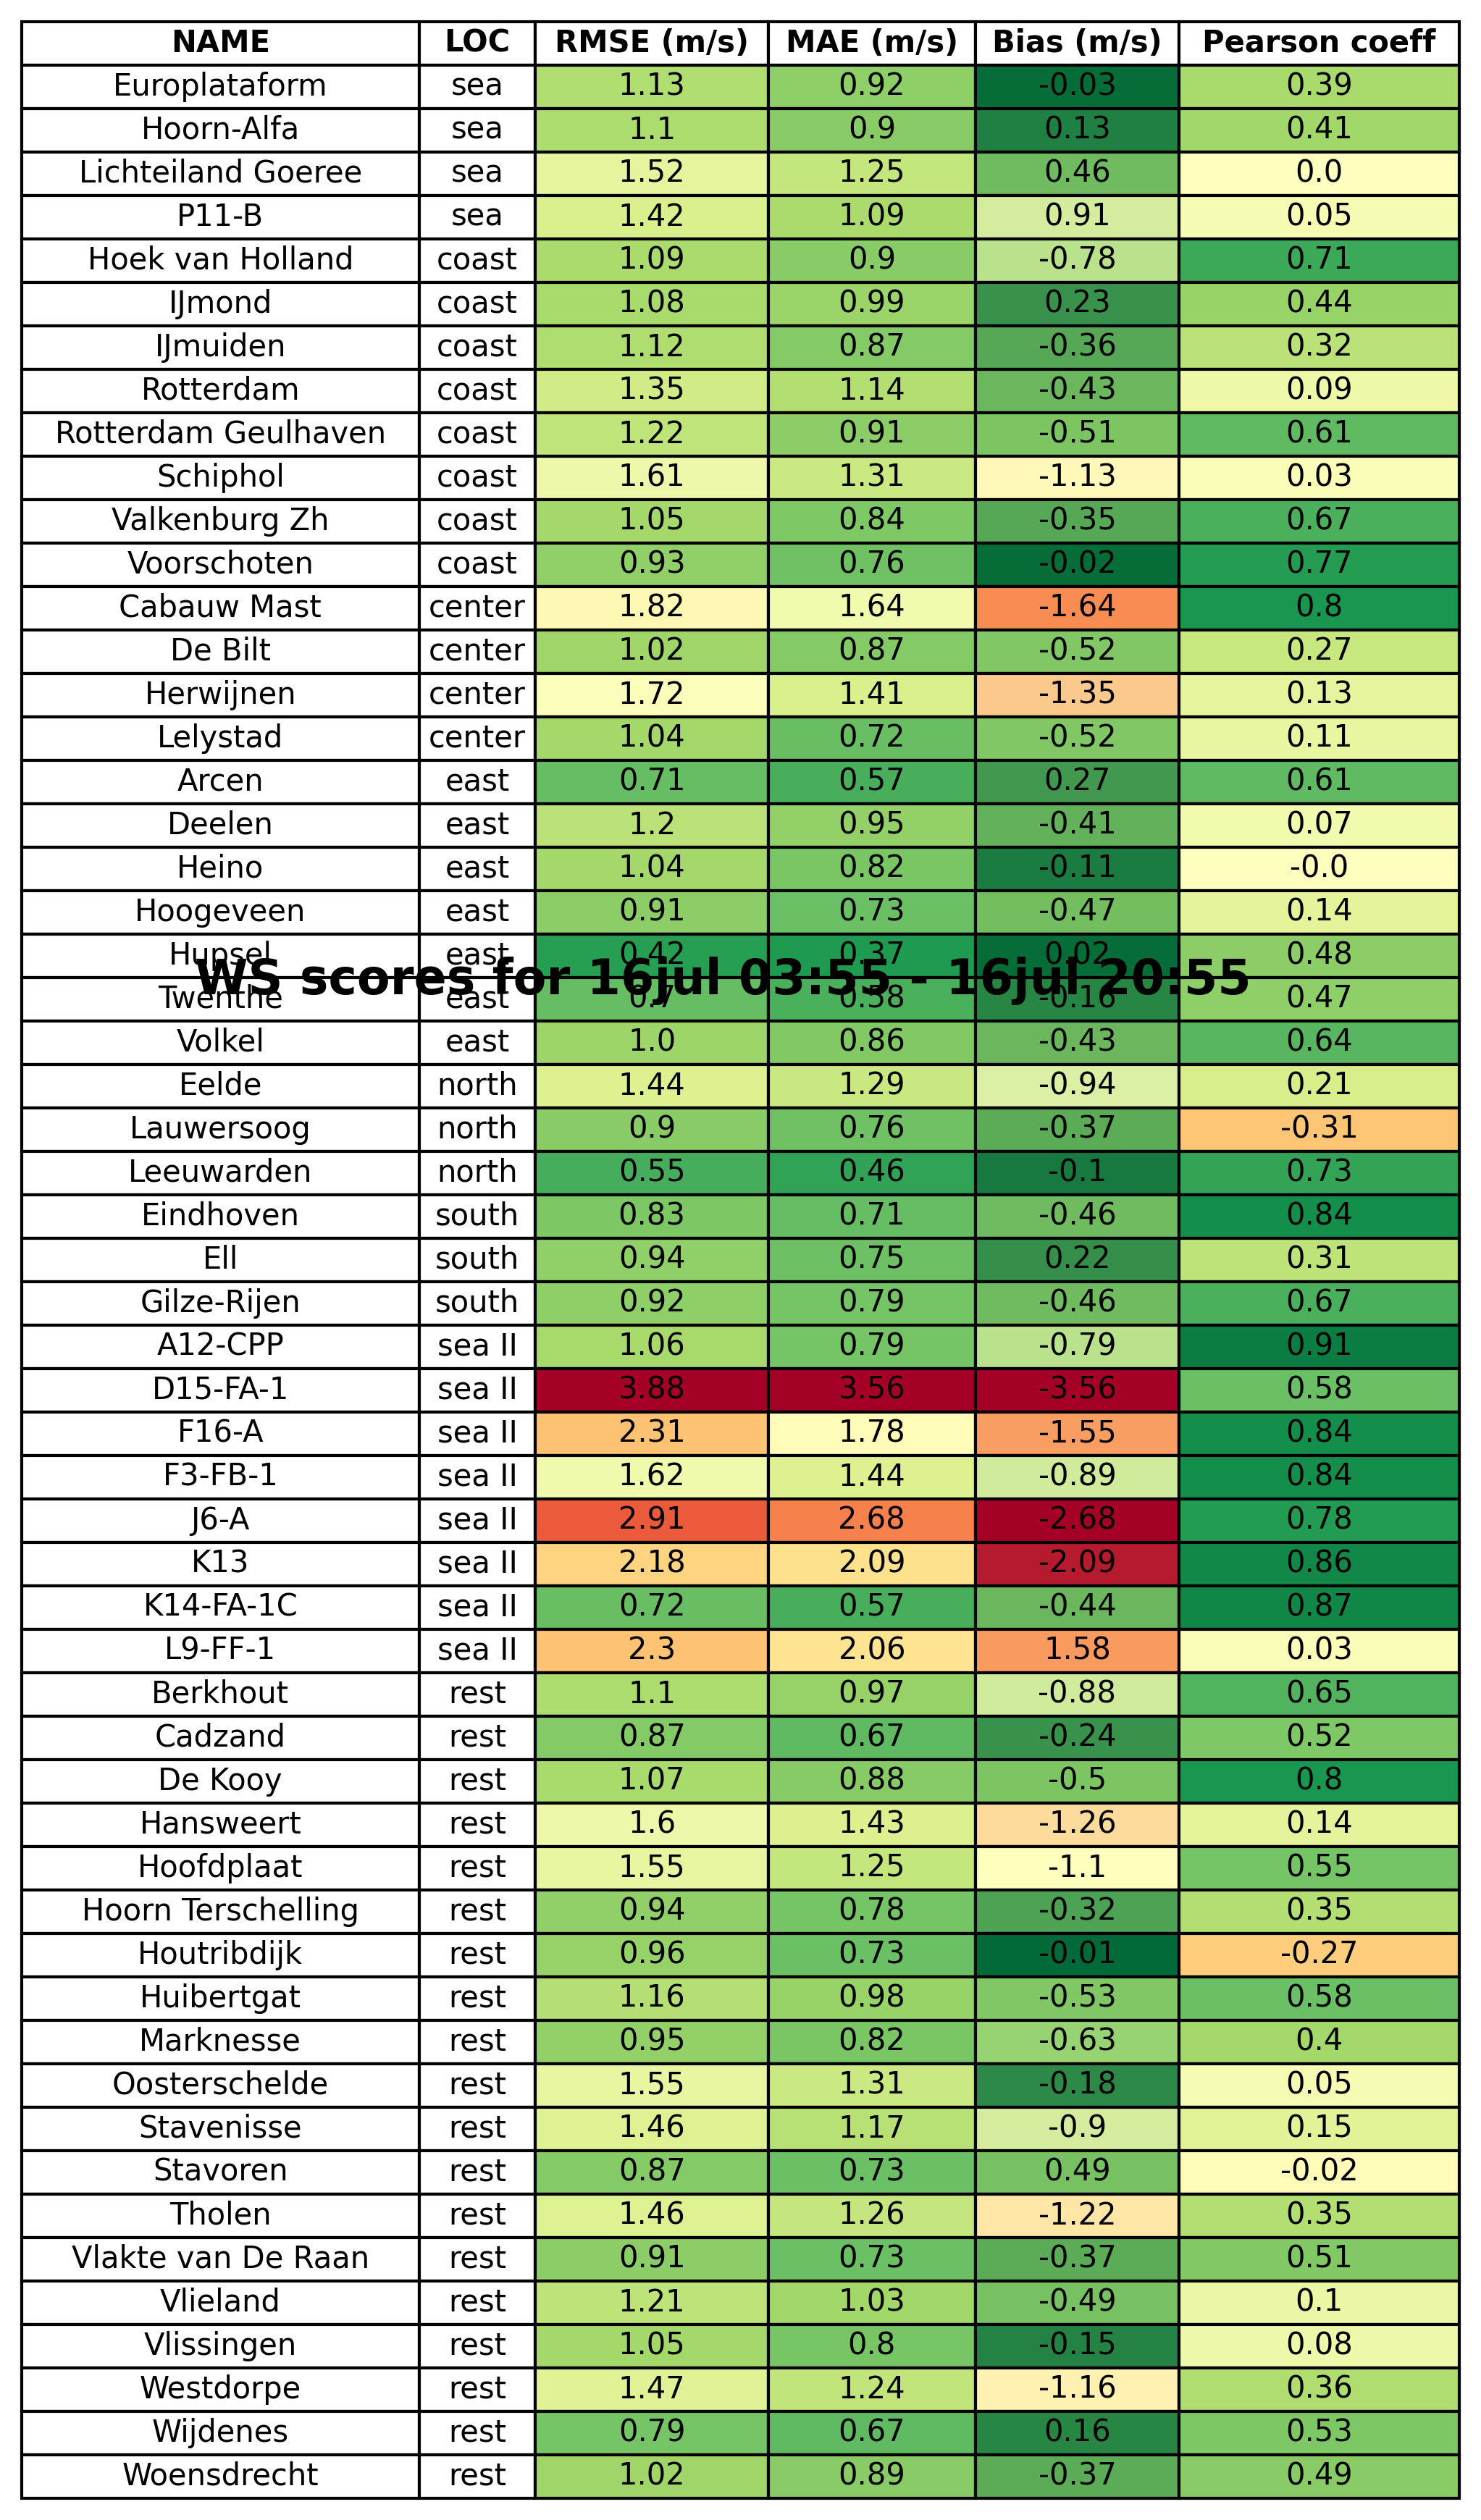 NAME LOC RMSE (m/s) MAE (m/s) Bias (m/s) Pearson coeff
Europlataform sea 1.13 0.92 -0.03 0.39
Hoorn-Alfa sea 1.1 0.9 0.13 0.41
Lichteiland Goeree sea 1.52 1.25 0.46 0.0
P11-B sea 1.42 1.09 0.91 0.05
Hoek van Holland coast 1.09 0.9 -0.78 0.71
IJmond coast 1.08 0.99 0.23 0.44
IJmuiden coast 1.12 0.87 -0.36 0.32
Rotterdam coast 1.35 1.14 -0.43 0.09
Rotterdam Geulhaven coast 1.22 0.91 -0.51 0.61
Schiphol coast 1.61 1.31 -1.13 0.03
Valkenburg Zh coast 1.05 0.84 -0.35 0.67
Voorschoten coast 0.93 0.76 -0.02 0.77
Cabauw Mast center 1.82 1.64 -1.64 0.8
De Bilt center 1.02 0.87 -0.52 0.27
Herwijnen center 1.72 1.41 -1.35 0.13
Lelystad center 1.04 0.72 -0.52 0.11
Arcen east 0.71 0.57 0.27 0.61
Deelen east 1.2 0.95 -0.41 0.07
Heino east 1.04 0.82 -0.11 -0.0
Hoogeveen east 0.91 0.73 -0.47 0.14
Hupsel east 0.42 0.37 0.02 0.48
WS scores for 16jul 03:55 - 16jul 20:55
Twenthe east 0.7 0.58 -0.16 0.47
Volkel east 1.0 0.86 -0.43 0.64
Eelde north 1.44 1.29 -0.94 0.21
Lauwersoog north 0.9 0.76 -0.37 -0.31
Leeuwarden north 0.55 0.46 -0.1 0.73
Eindhoven south 0.83 0.71 -0.46 0.84
Ell south 0.94 0.75 0.22 0.31
Gilze-Rijen south 0.92 0.79 -0.46 0.67
A12-CPP sea II 1.06 0.79 -0.79 0.91
D15-FA-1 sea II 3.88 3.56 -3.56 0.58
F16-A sea II 2.31 1.78 -1.55 0.84
F3-FB-1 sea II 1.62 1.44 -0.89 0.84
J6-A sea II 2.91 2.68 -2.68 0.78
K13 sea II 2.18 2.09 -2.09 0.86
K14-FA-1C sea II 0.72 0.57 -0.44 0.87
L9-FF-1 sea II 2.3 2.06 1.58 0.03
Berkhout rest 1.1 0.97 -0.88 0.65
Cadzand rest 0.87 0.67 -0.24 0.52
De Kooy rest 1.07 0.88 -0.5 0.8
Hansweert rest 1.6 1.43 -1.26 0.14
Hoofdplaat rest 1.55 1.25 -1.1 0.55
Hoorn Terschelling rest 0.94 0.78 -0.32 0.35
Houtribdijk rest 0.96 0.73 -0.01 -0.27
Huibertgat rest 1.16 0.98 -0.53 0.58
Marknesse rest 0.95 0.82 -0.63 0.4
Oosterschelde rest 1.55 1.31 -0.18 0.05
Stavenisse rest 1.46 1.17 -0.9 0.15
Stavoren rest 0.87 0.73 0.49 -0.02
Tholen rest 1.46 1.26 -1.22 0.35
Vlakte van De Raan rest 0.91 0.73 -0.37 0.51
Vlieland rest 1.21 1.03 -0.49 0.1
Vlissingen rest 1.05 0.8 -0.15 0.08
Westdorpe rest 1.47 1.24 -1.16 0.36
Wijdenes rest 0.79 0.67 0.16 0.53
Woensdrecht rest 1.02 0.89 -0.37 0.49